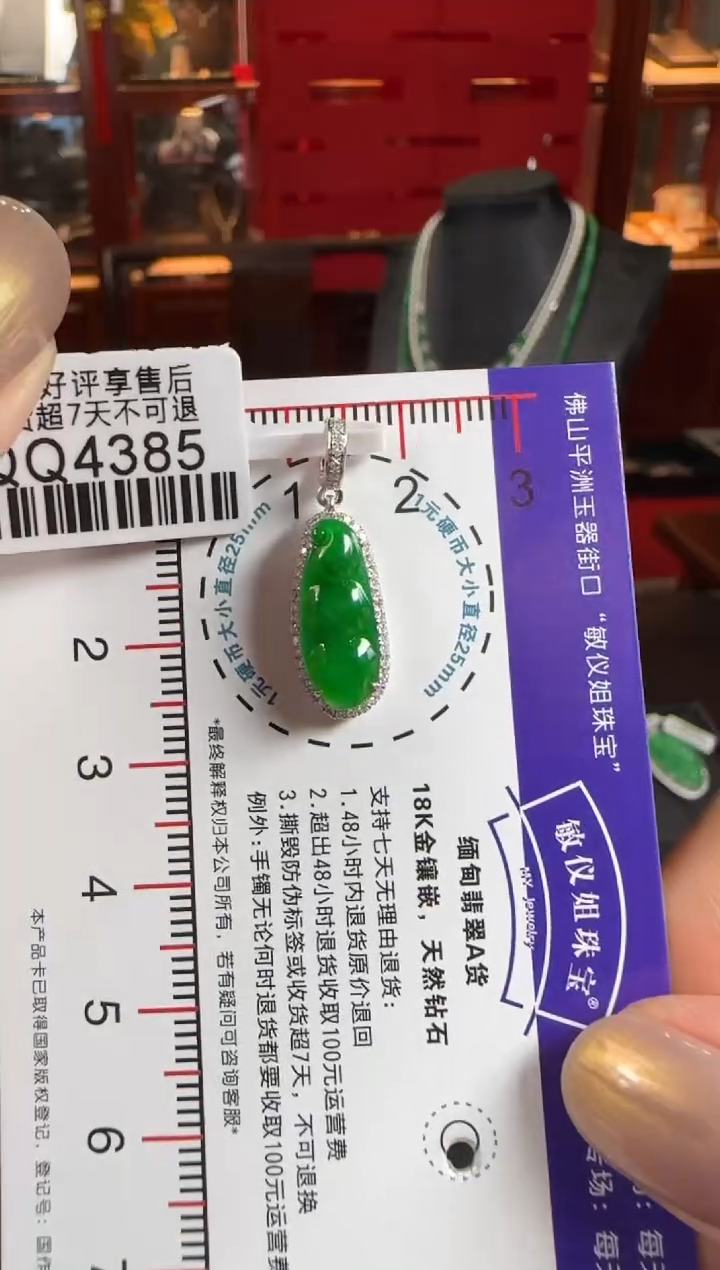 好评享售后
超7天不可退
QQ4385
1 2 3
2
3
4
5
6
1元硬币大小直径25mm
1元硬币大小直径25mm
佛山平洲玉器街口“敏仪姐珠宝”
敏仪姐珠宝®
MY Jewelry
缅甸翡翠A货
18K金镶嵌，天然钻石
支持七天无理由退货：
1.48小时内退货原价退回
2.超出48小时退货收取100元运营费
3.撕毁防伪标签或收货超7天，不可退换
例外:手镯无论何时退货都要收取100元运营费
*最终解释权归本公司所有，若有疑问可咨询客服*
本产品卡已取得国家版权登记，登记号：国作
场：每
：每